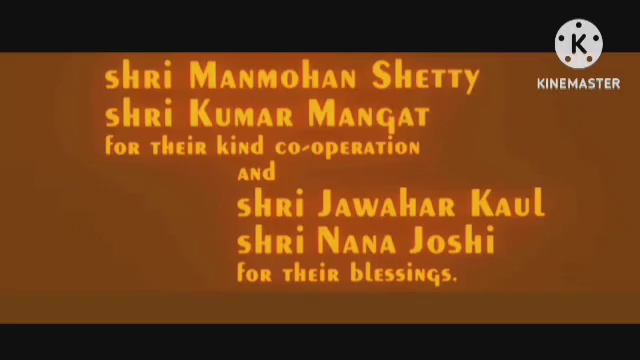 shri Manmohan Shetty
shri Kumar Mangat
for their kind co-operation
and
shri Jawahar Kaul
shri Nana Joshi
for their blessings.
K
KINEMASTER